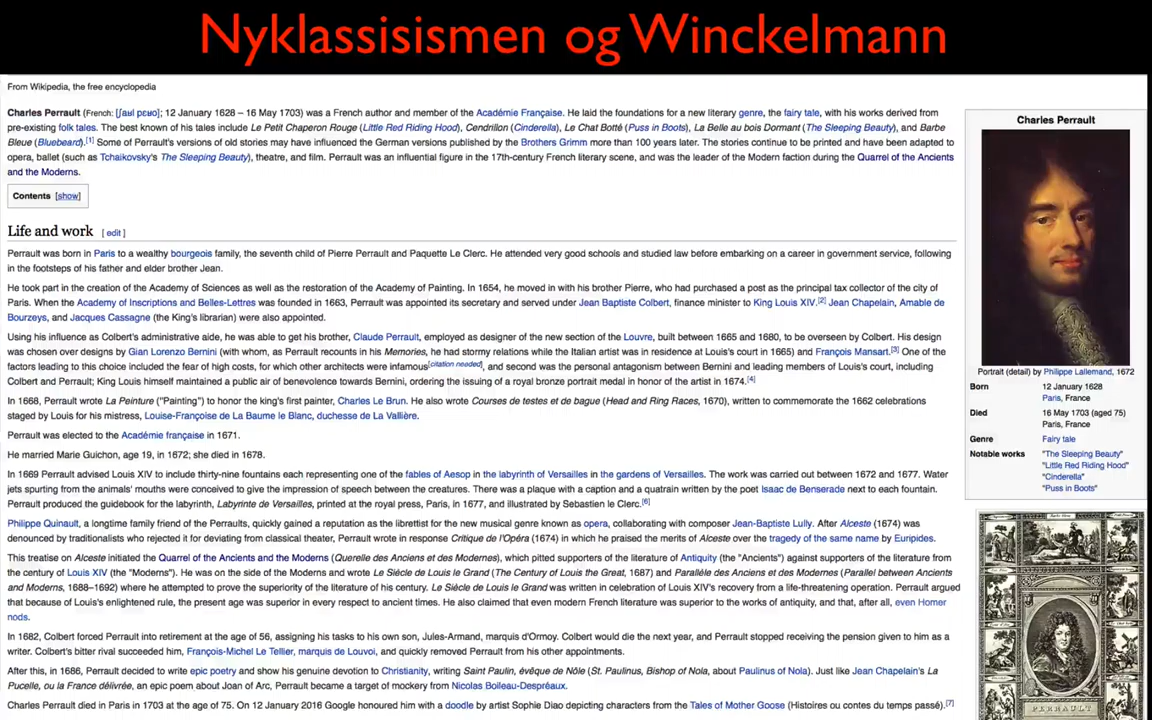 Nyklassisismen og Winckelmann
From Wikipedia, the free encyclopedia
Charles Perrault (French: [ʃaʁl pɛʁo]; 12 January 1628 – 16 May 1703) was a French author and member of the Académie Française. He laid the foundations for a new literary genre, the fairy tale, with his works derived from
pre-existing folk tales. The best known of his tales include Le Petit Chaperon Rouge (Little Red Riding Hood), Cendrillon (Cinderella), Le Chat Botté (Puss in Boots), La Belle au bois Dormant (The Sleeping Beauty), and Barbe
Bleue (Bluebeard).[1] Some of Perrault's versions of old stories may have influenced the German versions published by the Brothers Grimm more than 100 years later. The stories continue to be printed and have been adapted to
opera, ballet (such as Tchaikovsky's The Sleeping Beauty), theatre, and film. Perrault was an influential figure in the 17th-century French literary scene, and was the leader of the Modern faction during the Quarrel of the Ancients
and the Moderns.
Contents [show]
Life and work [ edit ]
Perrault was born in Paris to a wealthy bourgeois family, the seventh child of Pierre Perrault and Paquette Le Clerc. He attended very good schools and studied law before embarking on a career in government service, following
in the footsteps of his father and elder brother Jean.
He took part in the creation of the Academy of Sciences as well as the restoration of the Academy of Painting. In 1654, he moved in with his brother Pierre, who had purchased a post as the principal tax collector of the city of
Paris. When the Academy of Inscriptions and Belles-Lettres was founded in 1663, Perrault was appointed its secretary and served under Jean Baptiste Colbert, finance minister to King Louis XIV.[2] Jean Chapelain, Amable de
Bourzeys, and Jacques Cassagne (the King's librarian) were also appointed.
Using his influence as Colbert's administrative aide, he was able to get his brother, Claude Perrault, employed as designer of the new section of the Louvre, built between 1665 and 1680, to be overseen by Colbert. His design
was chosen over designs by Gian Lorenzo Bernini (with whom, as Perrault recounts in his Memories, he had stormy relations while the Italian artist was in residence at Louis's court in 1665) and François Mansart.[3] One of the
factors leading to this choice included the fear of high costs, for which other architects were infamous[citation needed], and second was the personal antagonism between Bernini and leading members of Louis's court, including
Colbert and Perrault; King Louis himself maintained a public air of benevolence towards Bernini, ordering the issuing of a royal bronze portrait medal in honor of the artist in 1674.[4]
In 1668, Perrault wrote La Peinture ("Painting") to honor the king's first painter, Charles Le Brun. He also wrote Courses de testes et de bague (Head and Ring Races, 1670), written to commemorate the 1662 celebrations
staged by Louis for his mistress, Louise-Françoise de La Baume le Blanc, duchesse de La Vallière.
Perrault was elected to the Académie française in 1671.
He married Marie Guichon, age 19, in 1672; she died in 1678.
In 1669 Perrault advised Louis XIV to include thirty-nine fountains each representing one of the fables of Aesop in the labyrinth of Versailles in the gardens of Versailles. The work was carried out between 1672 and 1677. Water
jets spurting from the animals' mouths were conceived to give the impression of speech between the creatures. There was a plaque with a caption and a quatrain written by the poet Isaac de Benserade next to each fountain.
Perrault produced the guidebook for the labyrinth, Labyrinte de Versailles, printed at the royal press, Paris, in 1677, and illustrated by Sebastien le Clerc.[6]
Philippe Quinault, a longtime family friend of the Perraults, quickly gained a reputation as the librettist for the new musical genre known as opera, collaborating with composer Jean-Baptiste Lully. After Alceste (1674) was
denounced by traditionalists who rejected it for deviating from classical theater, Perrault wrote in response Critique de l'Opéra (1674) in which he praised the merits of Alceste over the tragedy of the same name by Euripides.
This treatise on Alceste initiated the Quarrel of the Ancients and the Moderns (Querelle des Anciens et des Modernes), which pitted supporters of the literature of Antiquity (the "Ancients") against supporters of the literature from
the century of Louis XIV (the "Moderns"). He was on the side of the Moderns and wrote Le Siècle de Louis le Grand (The Century of Louis the Great, 1687) and Parallèle des Anciens et des Modernes (Parallel between Ancients
and Moderns, 1688–1692) where he attempted to prove the superiority of the literature of his century. Le Siècle de Louis le Grand was written in celebration of Louis XIV's recovery from a life-threatening operation. Perrault argued
that because of Louis's enlightened rule, the present age was superior in every respect to ancient times. He also claimed that even modern French literature was superior to the works of antiquity, and that, after all, even Homer
nods.
In 1682, Colbert forced Perrault into retirement at the age of 56, assigning his tasks to his own son, Jules-Armand, marquis d'Ormoy. Colbert would die the next year, and Perrault stopped receiving the pension given to him as a
writer. Colbert's bitter rival succeeded him, François-Michel Le Tellier, marquis de Louvoi, and quickly removed Perrault from his other appointments.
After this, in 1686, Perrault decided to write epic poetry and show his genuine devotion to Christianity, writing Saint Paulin, évêque de Nôle (St. Paulinus, Bishop of Nola, about Paulinus of Nola). Just like Jean Chapelain's La
Pucelle, ou la France délivrée, an epic poem about Joan of Arc, Perrault became a target of mockery from Nicolas Boileau-Despréaux.
Charles Perrault died in Paris in 1703 at the age of 75. On 12 January 2016 Google honoured him with a doodle by artist Sophie Diao depicting characters from the Tales of Mother Goose (Histoires ou contes du temps passé).[7]
Charles Perrault
Portrait (detail) by Philippe Lallemand, 1672
Born 12 January 1628
Paris, France
Died 16 May 1703 (aged 75)
Paris, France
Genre Fairy tale
Notable works "The Sleeping Beauty"
"Little Red Riding Hood"
"Cinderella"
"Puss in Boots"
PERRAULT